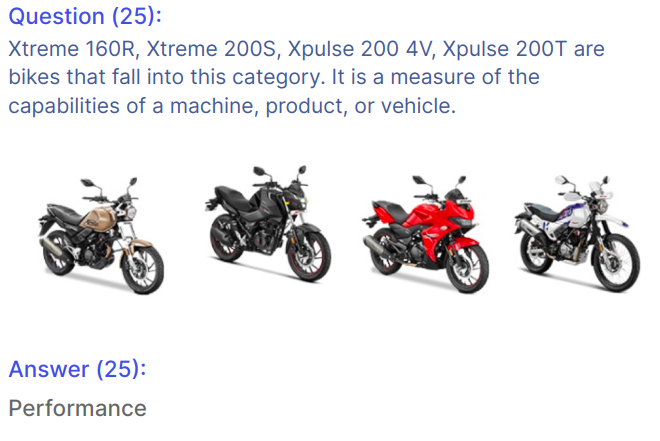 Question (25):
Xtreme 160R, Xtreme 200S, Xpulse 200 4V, Xpulse 200T are
bikes that fall into this category. It is a measure of the
capabilities of a machine, product, or vehicle.
Answer (25):
Performance